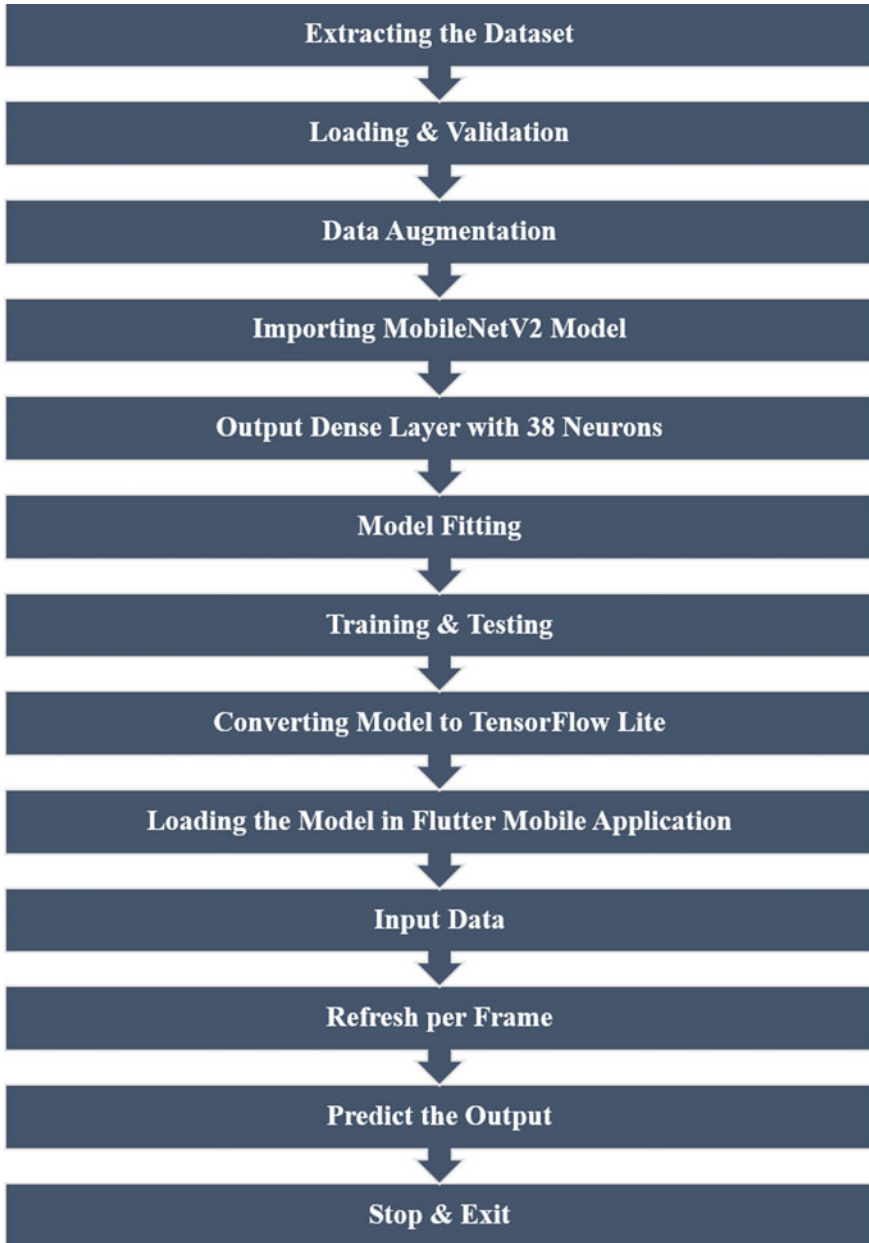 Extracting the Dataset
Loading & Validation
Data Augmentation
Importing MobileNetV2 Model
Output Dense Layer with 38 Neurons
Model Fitting
Training & Testing
Converting Model to TensorFlow Lite
Loading the Model in Flutter Mobile Application
Input Data
Refresh per Frame
Predict the Output
Stop & Exit